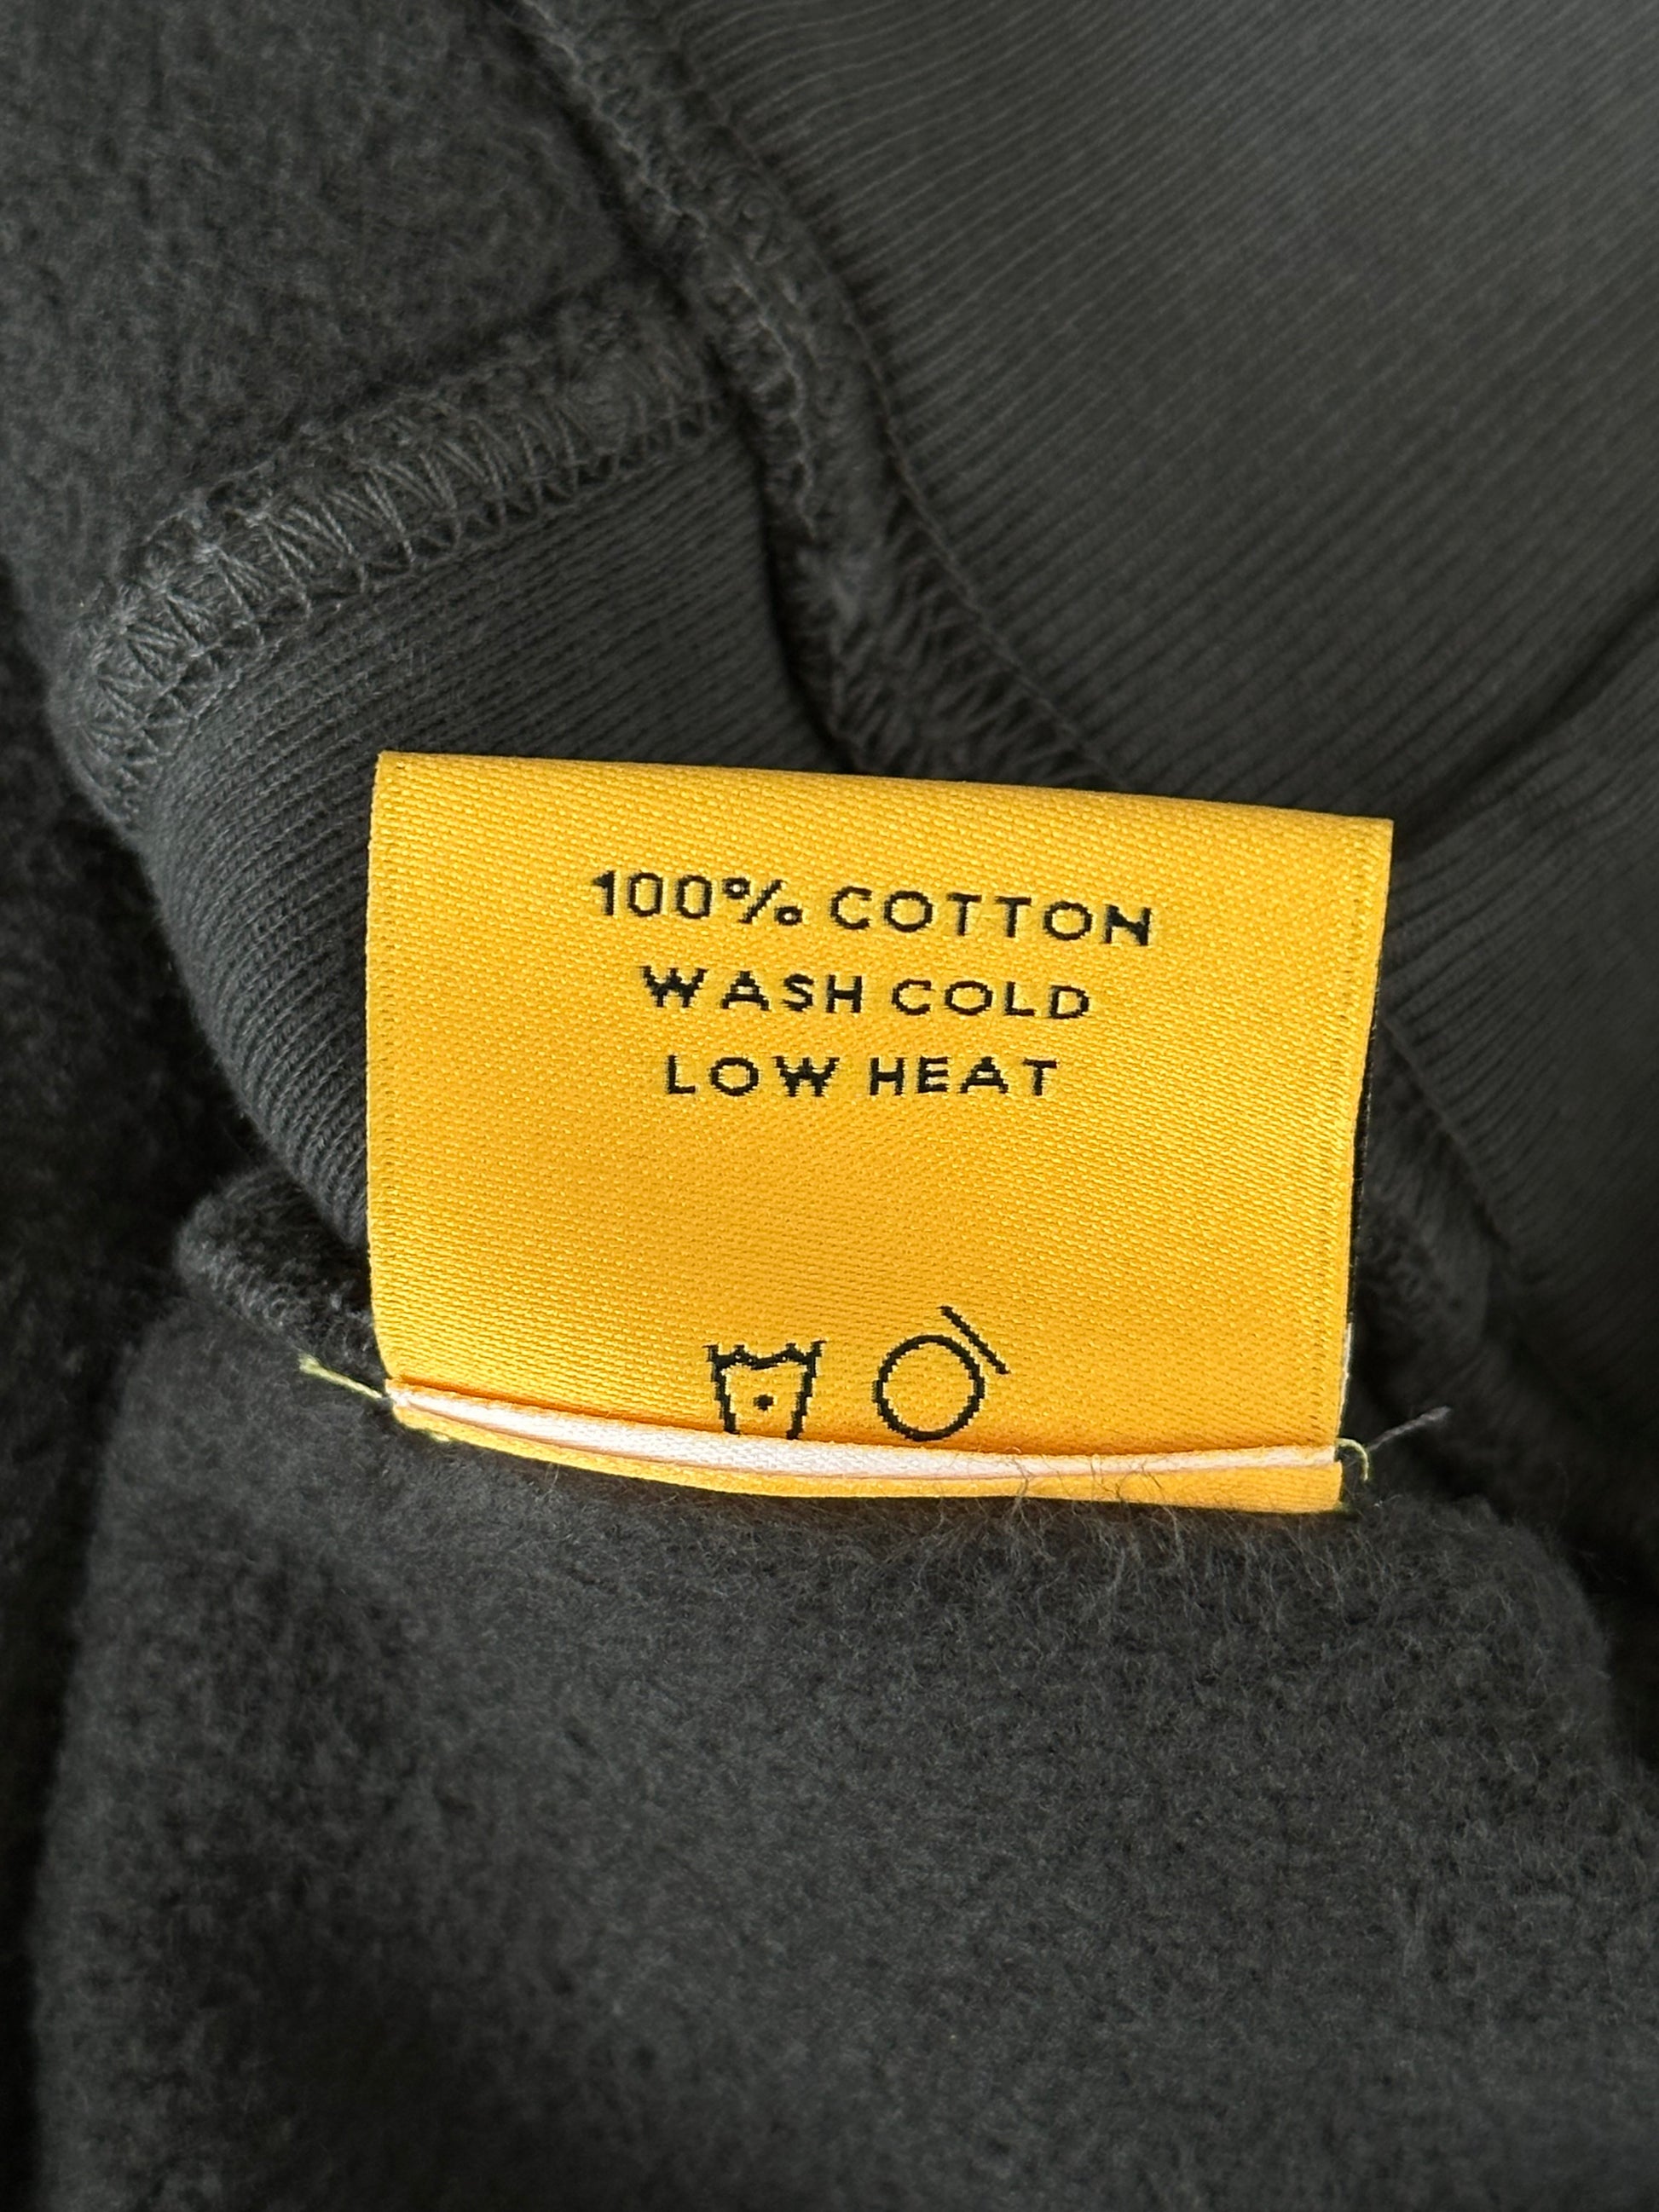 100% COTTON
WASH COLD
LOW HEAT